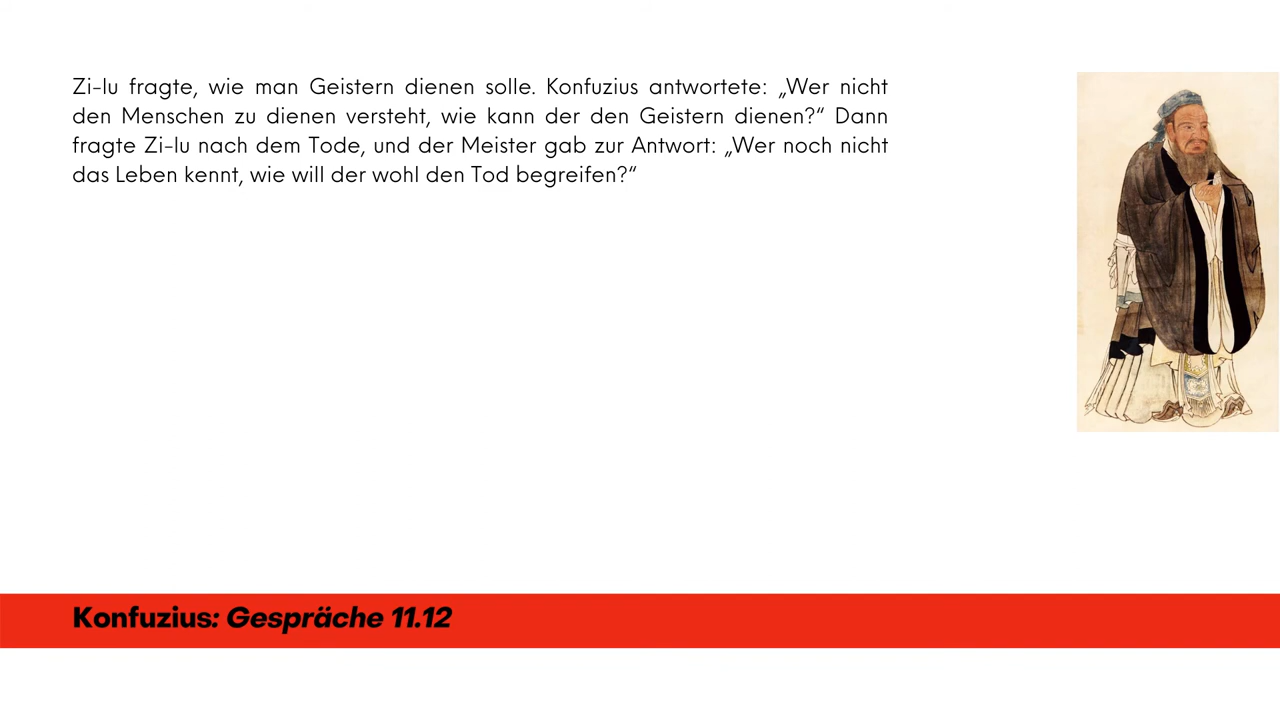 Zi-lu fragte, wie man Geistern dienen solle. Konfuzius antwortete: „Wer nicht
den Menschen zu dienen versteht, wie kann der den Geistern dienen?“ Dann
fragte Zi-lu nach dem Tode, und der Meister gab zur Antwort: „Wer noch nicht
das Leben kennt, wie will der wohl den Tod begreifen?“
Konfuzius: Gespräche 11.12